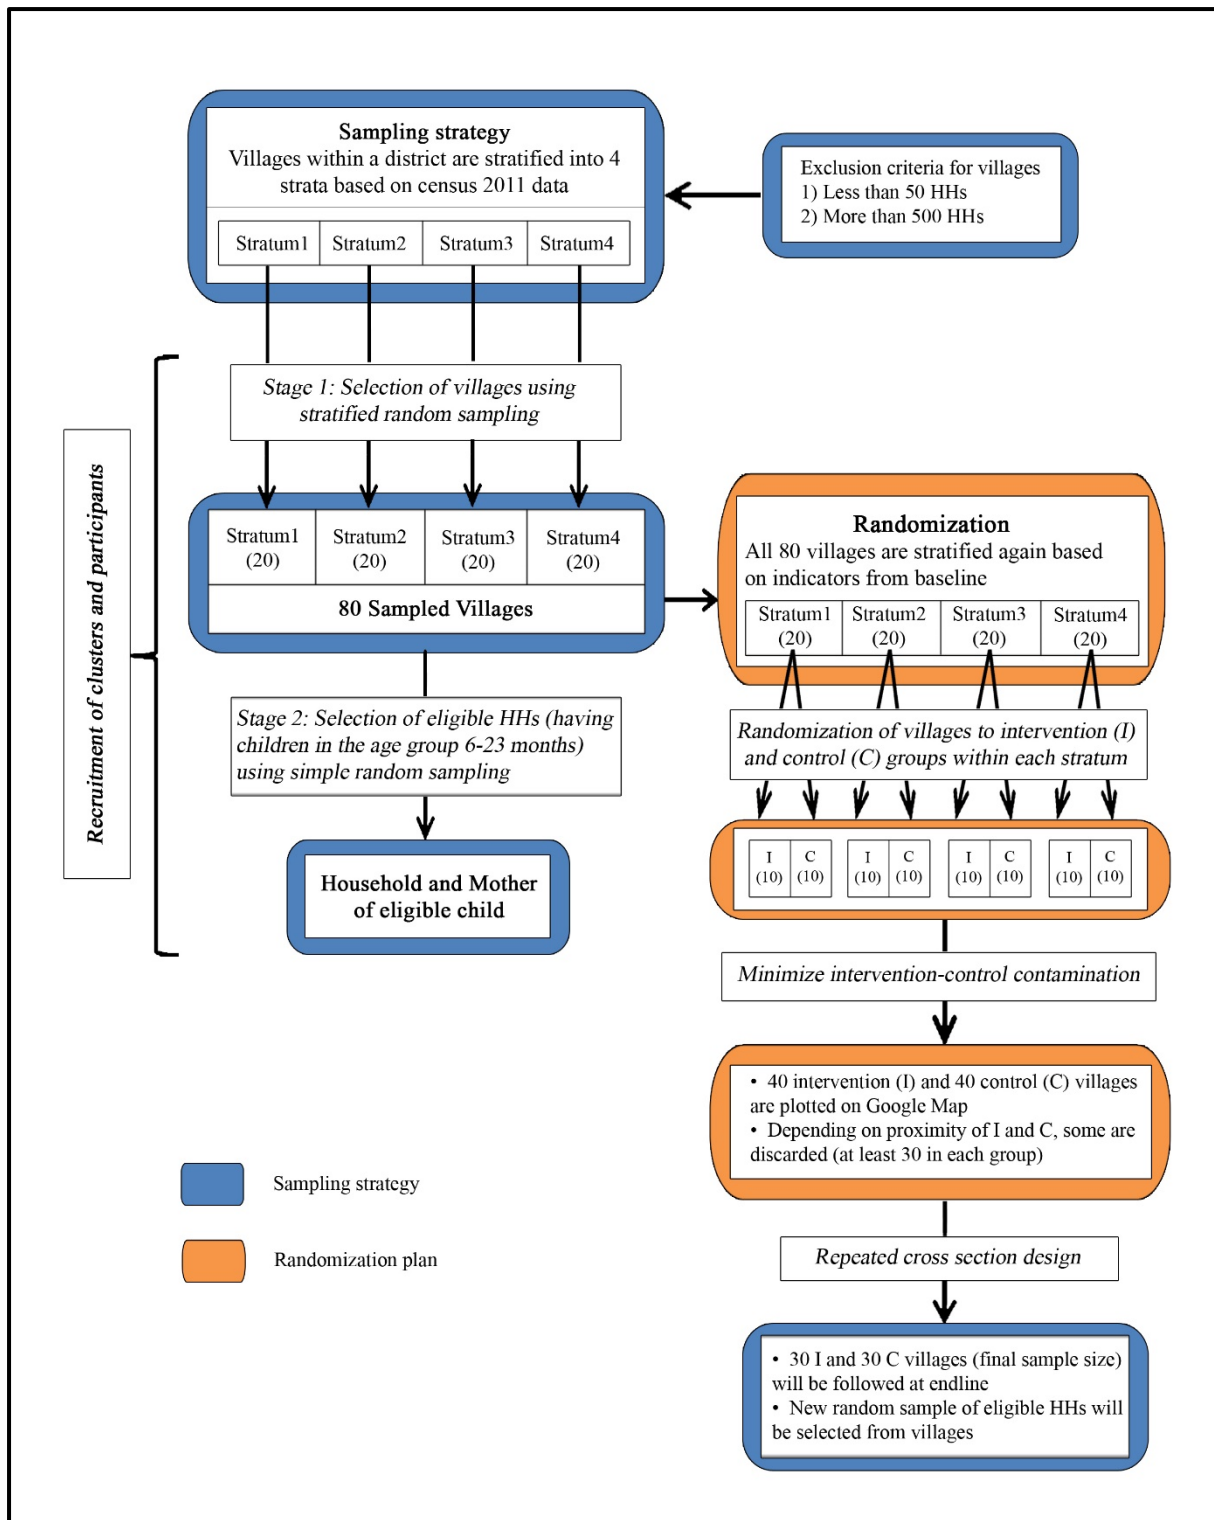 Sampling strategy
Villages within a district are stratified into 4
strata based on census 2011 data
Stratum1 Stratum2 Stratum3 Stratum4
Exclusion criteria for villages
1) Less than 50 HHs
2) More than 500 HHs
Recruitment of clusters and participants
Stage 1: Selection of villages using
stratified random sampling
Stratum1 Stratum2 Stratum3 Stratum4
(20) (20) (20) (20)
80 Sampled Villages
Stage 2: Selection of eligible HHs (having
children in the age group 6-23 months)
using simple random sampling
Household and Mother
of eligible child
Randomization
All 80 villages are stratified again based
on indicators from baseline
Stratum1 Stratum2 Stratum3 Stratum4
(20) (20) (20) (20)
Randomization of villages to intervention (I)
and control (C) groups within each stratum
I C I C I C I C
(10) (10) (10) (10) (10) (10) (10) (10)
Minimize intervention-control contamination
• 40 intervention (I) and 40 control (C) villages
are plotted on Google Map
• Depending on proximity of I and C, some are
discarded (at least 30 in each group)
Repeated cross section design
• 30 I and 30 C villages (final sample size)
will be followed at endline
• New random sample of eligible HHs will
be selected from villages
Sampling strategy
Randomization plan